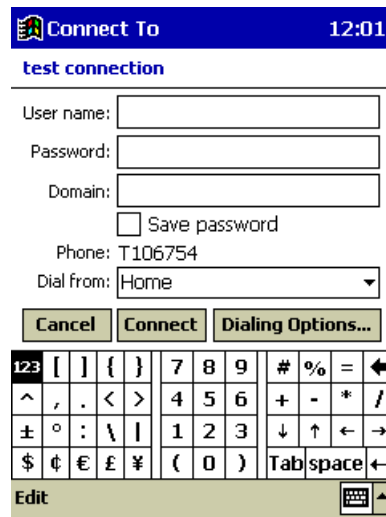 Connect To 12:01
test connection
User name:
Password:
Domain:
Save password
Phone: T106754
Dial from: Home
Cancel Connect Dialing Options...
123 [ ] { } 7 8 9 # % = ←
^ , . < > 4 5 6 + - * /
± ° : \ | 1 2 3 ↓ ↑ ← →
$ ¢ € £ ¥ ( 0 ) Tab space ←
Edit